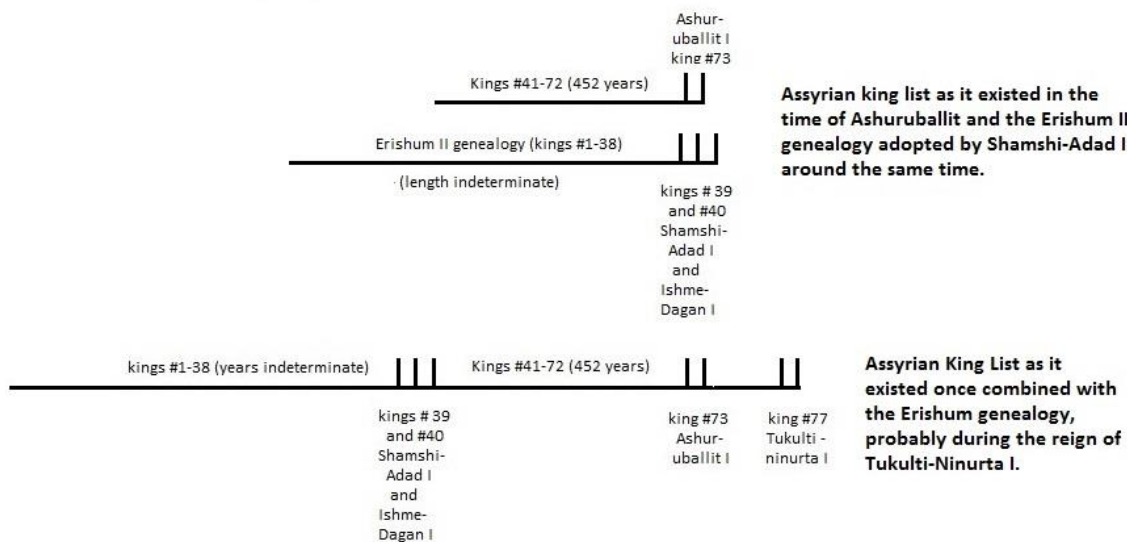 Ashur-
uballit I
king #73
Kings #41-72 (452 years)
Erishum II genealogy (kings #1-38)
(length indeterminate)
kings # 39
and #40
Shamshi-
Adad I
and
Ishme-
Dagan I
Assyrian king list as it existed in the
time of Ashuruballit and the Erishum II
genealogy adopted by Shamshi-Adad I
around the same time.
kings #1-38 (years indeterminate)
Kings #41-72 (452 years)
kings # 39
and #40
Shamshi-
Adad I
and
Ishme-
Dagan I
king #73
Ashur-
uballit I
king #77
Tukulti -
ninurta I
Assyrian King List as it
existed once combined with
the Erishum genealogy,
probably during the reign of
Tukulti-Ninurta I.